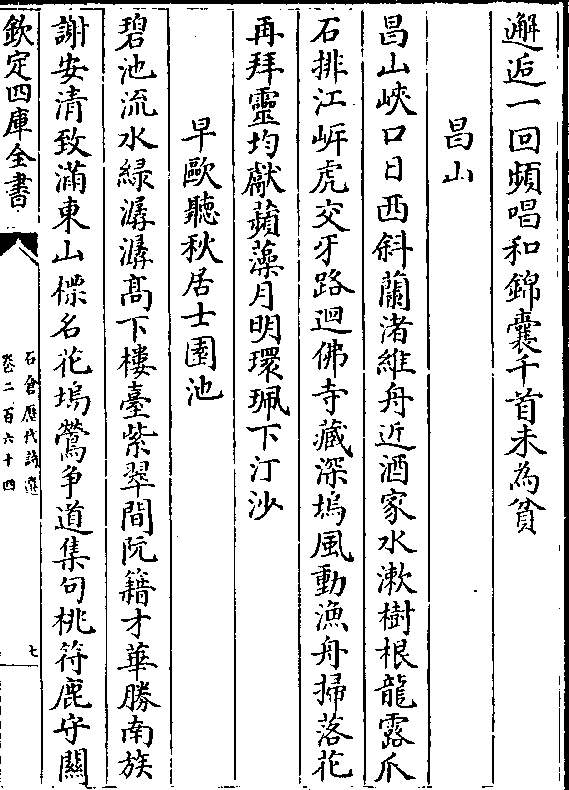 邂逅一回頻唱和錦囊千首未為貧
昌山
昌山峽口日西斜蘭渚維舟近酒家水漱樹根龍露爪
石排江㟁虎交牙路迴佛寺藏深塢風動漁舟掃落花
再拜靈均獻蘋藻月明環珮下汀沙
早歐聽秋居士園池
碧池流水綠潺潺髙下樓臺紫翠間阮籍才華勝南族
謝安清致滿東山標名花塢鶯争道集句桃符鹿守關
欽定四庫全書
石倉歷代詩選
卷二百六十四
七